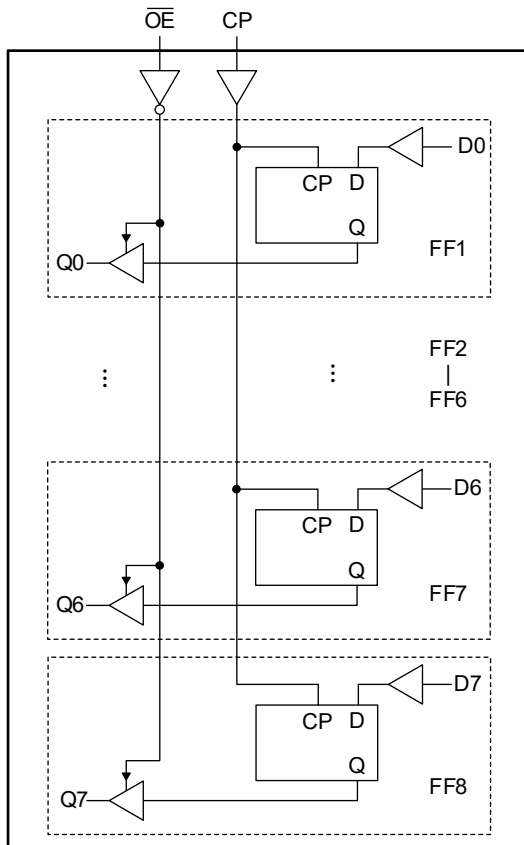 OE CP
D0
CP D
Q
Q0
FF1
...
...
FF2
|
FF6
D6
CP D
Q
Q6
FF7
D7
CP D
Q
Q7
FF8